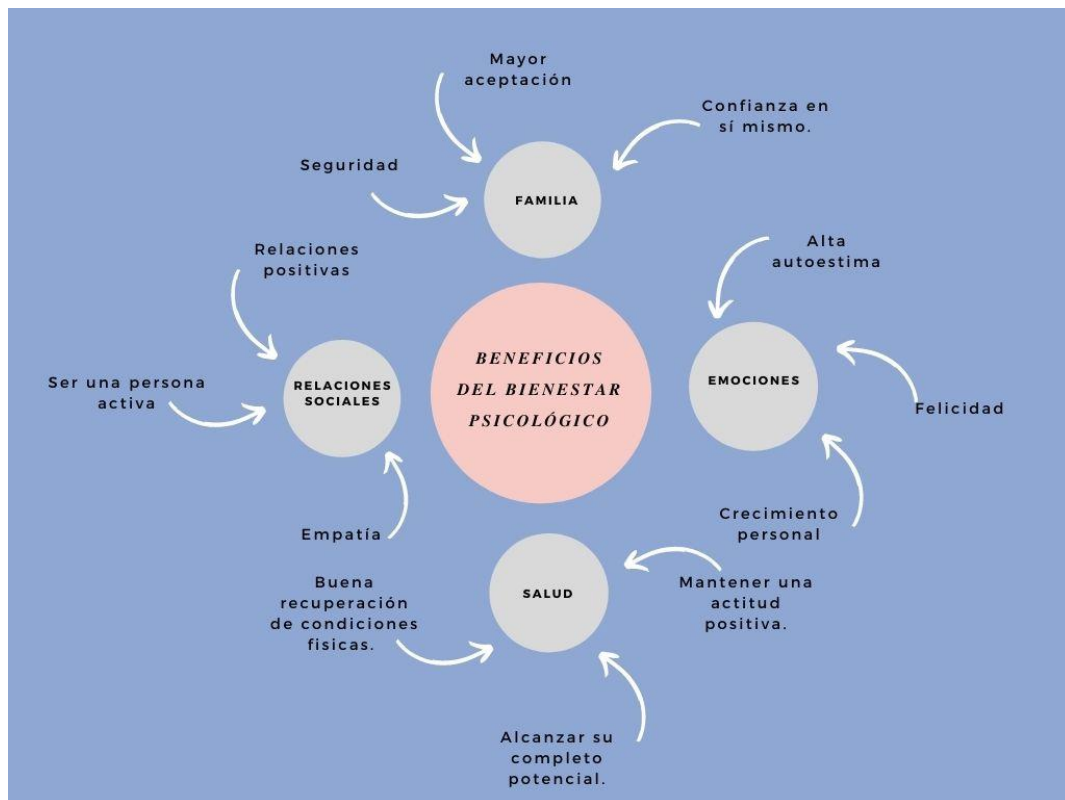 Mayor
aceptación
Confianza en
sí mismo.
Seguridad
FAMILIA
Relaciones
positivas
Alta
autoestima
BENEFICIOS
DEL BIENESTAR
PSICOLÓGICO
RELACIONES
SOCIALES
EMOCIONES
Ser una persona
activa
Felicidad
Empatía
Crecimiento
personal
SALUD
Buena
recuperación
de condiciones
fisicas.
Mantener una
actitud
positiva.
Alcanzar su
completo
potencial.